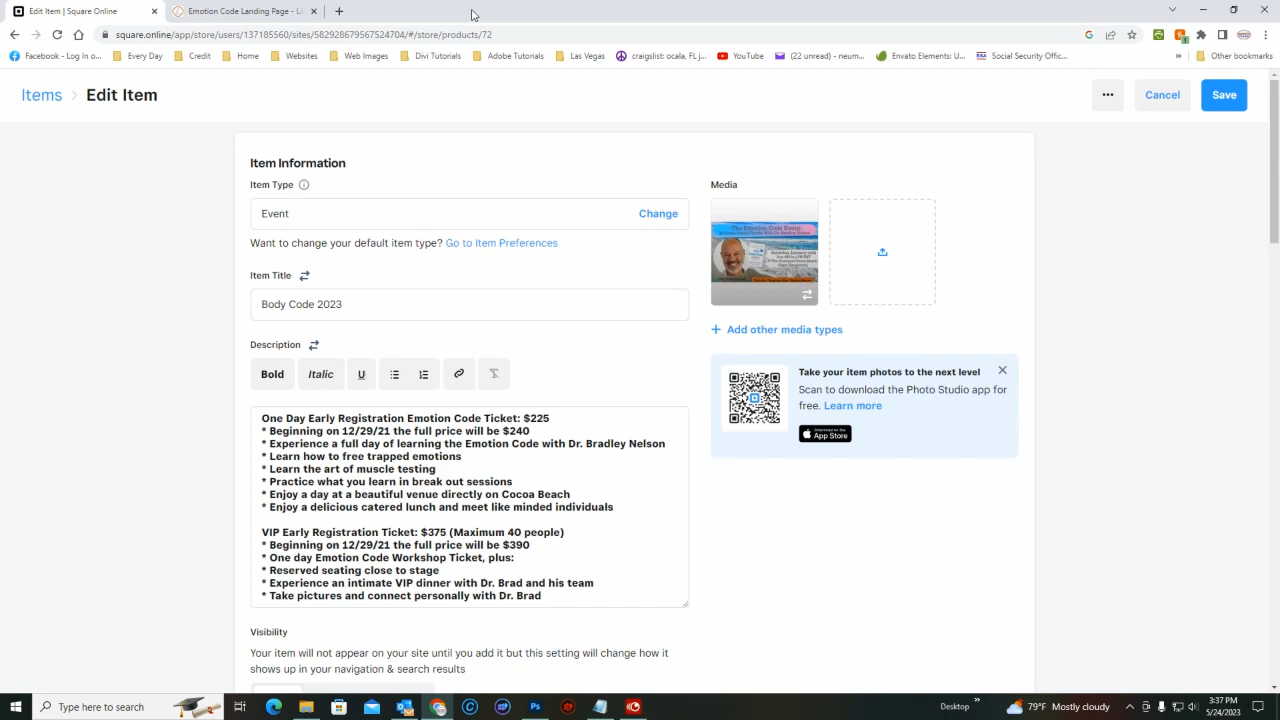 Edit Item | Square Online
Emotion Code Landing Page - Li
square.online/app/store/users/137185560/sites/582928679567524704/#/store/products/72
Facebook - Log In o...
Every Day
Credit
Home
Websites
Web Images
Divi Tutorials
Adobe Tutorials
Las Vegas
craigslist: ocala, FL j...
YouTube
(22 unread) - neum...
Envato Elements: U...
Social Security Offic...
»
Other bookmarks
Items > Edit Item
...
Cancel
Save
Item Information
Item Type
Event
Change
Want to change your default item type? Go to Item Preferences
Item Title
Body Code 2023
Description
Bold
Italic
U
One Day Early Registration Emotion Code Ticket: $225
* Beginning on 12/29/21 the full price will be $240
* Experience a full day of learning the Emotion Code with Dr. Bradley Nelson
* Learn how to free trapped emotions
* Learn the art of muscle testing
* Practice what you learn in break out sessions
* Enjoy a day at a beautiful venue directly on Cocoa Beach
* Enjoy a delicious catered lunch and meet like minded individuals
VIP Early Registration Ticket: $375 (Maximum 40 people)
* Beginning on 12/29/21 the full price will be $390
* One day Emotion Code Workshop Ticket, plus:
* Reserved seating close to stage
* Experience an intimate VIP dinner with Dr. Brad and his team
* Take pictures and connect personally with Dr. Brad
Visibility
Your item will not appear on your site until you add it but this setting will change how it
shows up in your navigation & search results
Media
The Emotion Code Event
+ Add other media types
Take your item photos to the next level
Scan to download the Photo Studio app for
free. Learn more
Download on the
App Store
Type here to search
Desktop
»
79°F Mostly cloudy
3:37 PM
5/24/2023